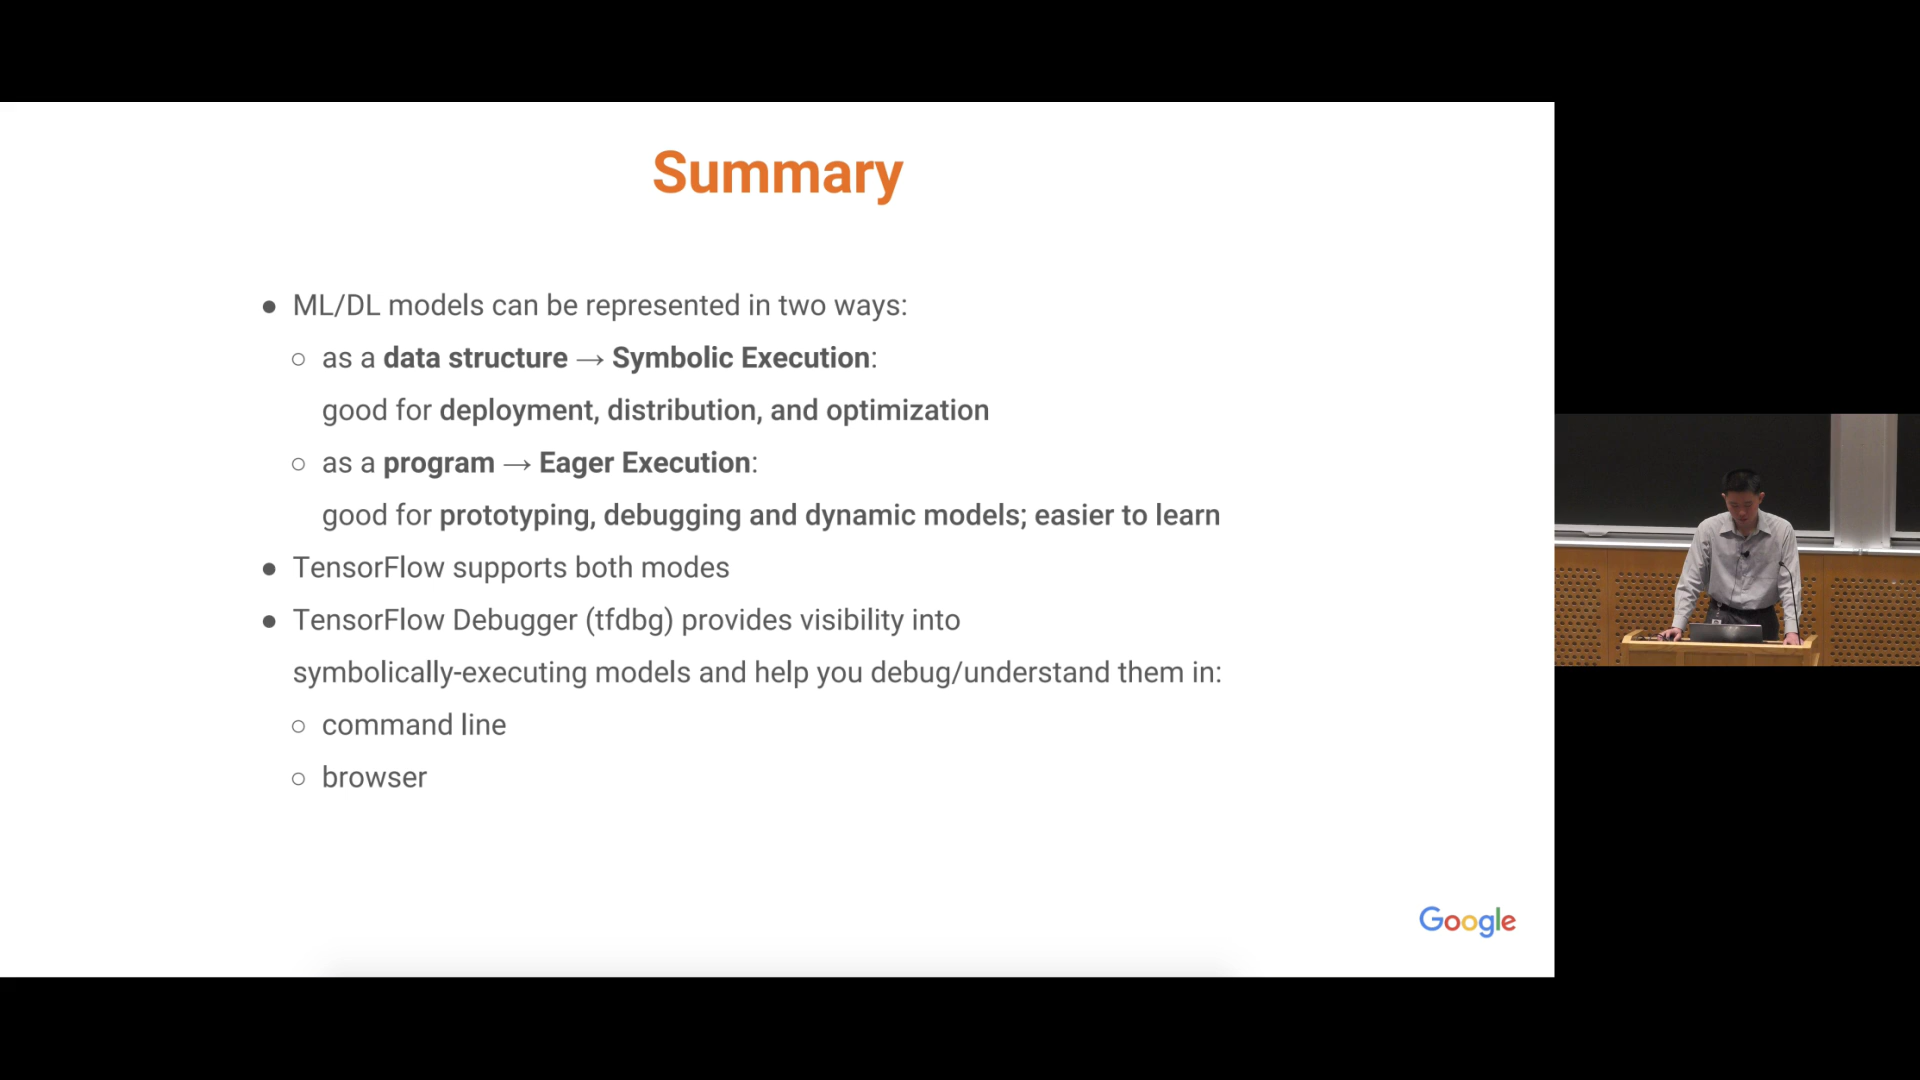 Summary
● ML/DL models can be represented in two ways:
○ as a data structure → Symbolic Execution:
good for deployment, distribution, and optimization
○ as a program → Eager Execution:
good for prototyping, debugging and dynamic models; easier to learn
● TensorFlow supports both modes
● TensorFlow Debugger (tfdbg) provides visibility into
symbolically-executing models and help you debug/understand them in:
○ command line
○ browser
Google